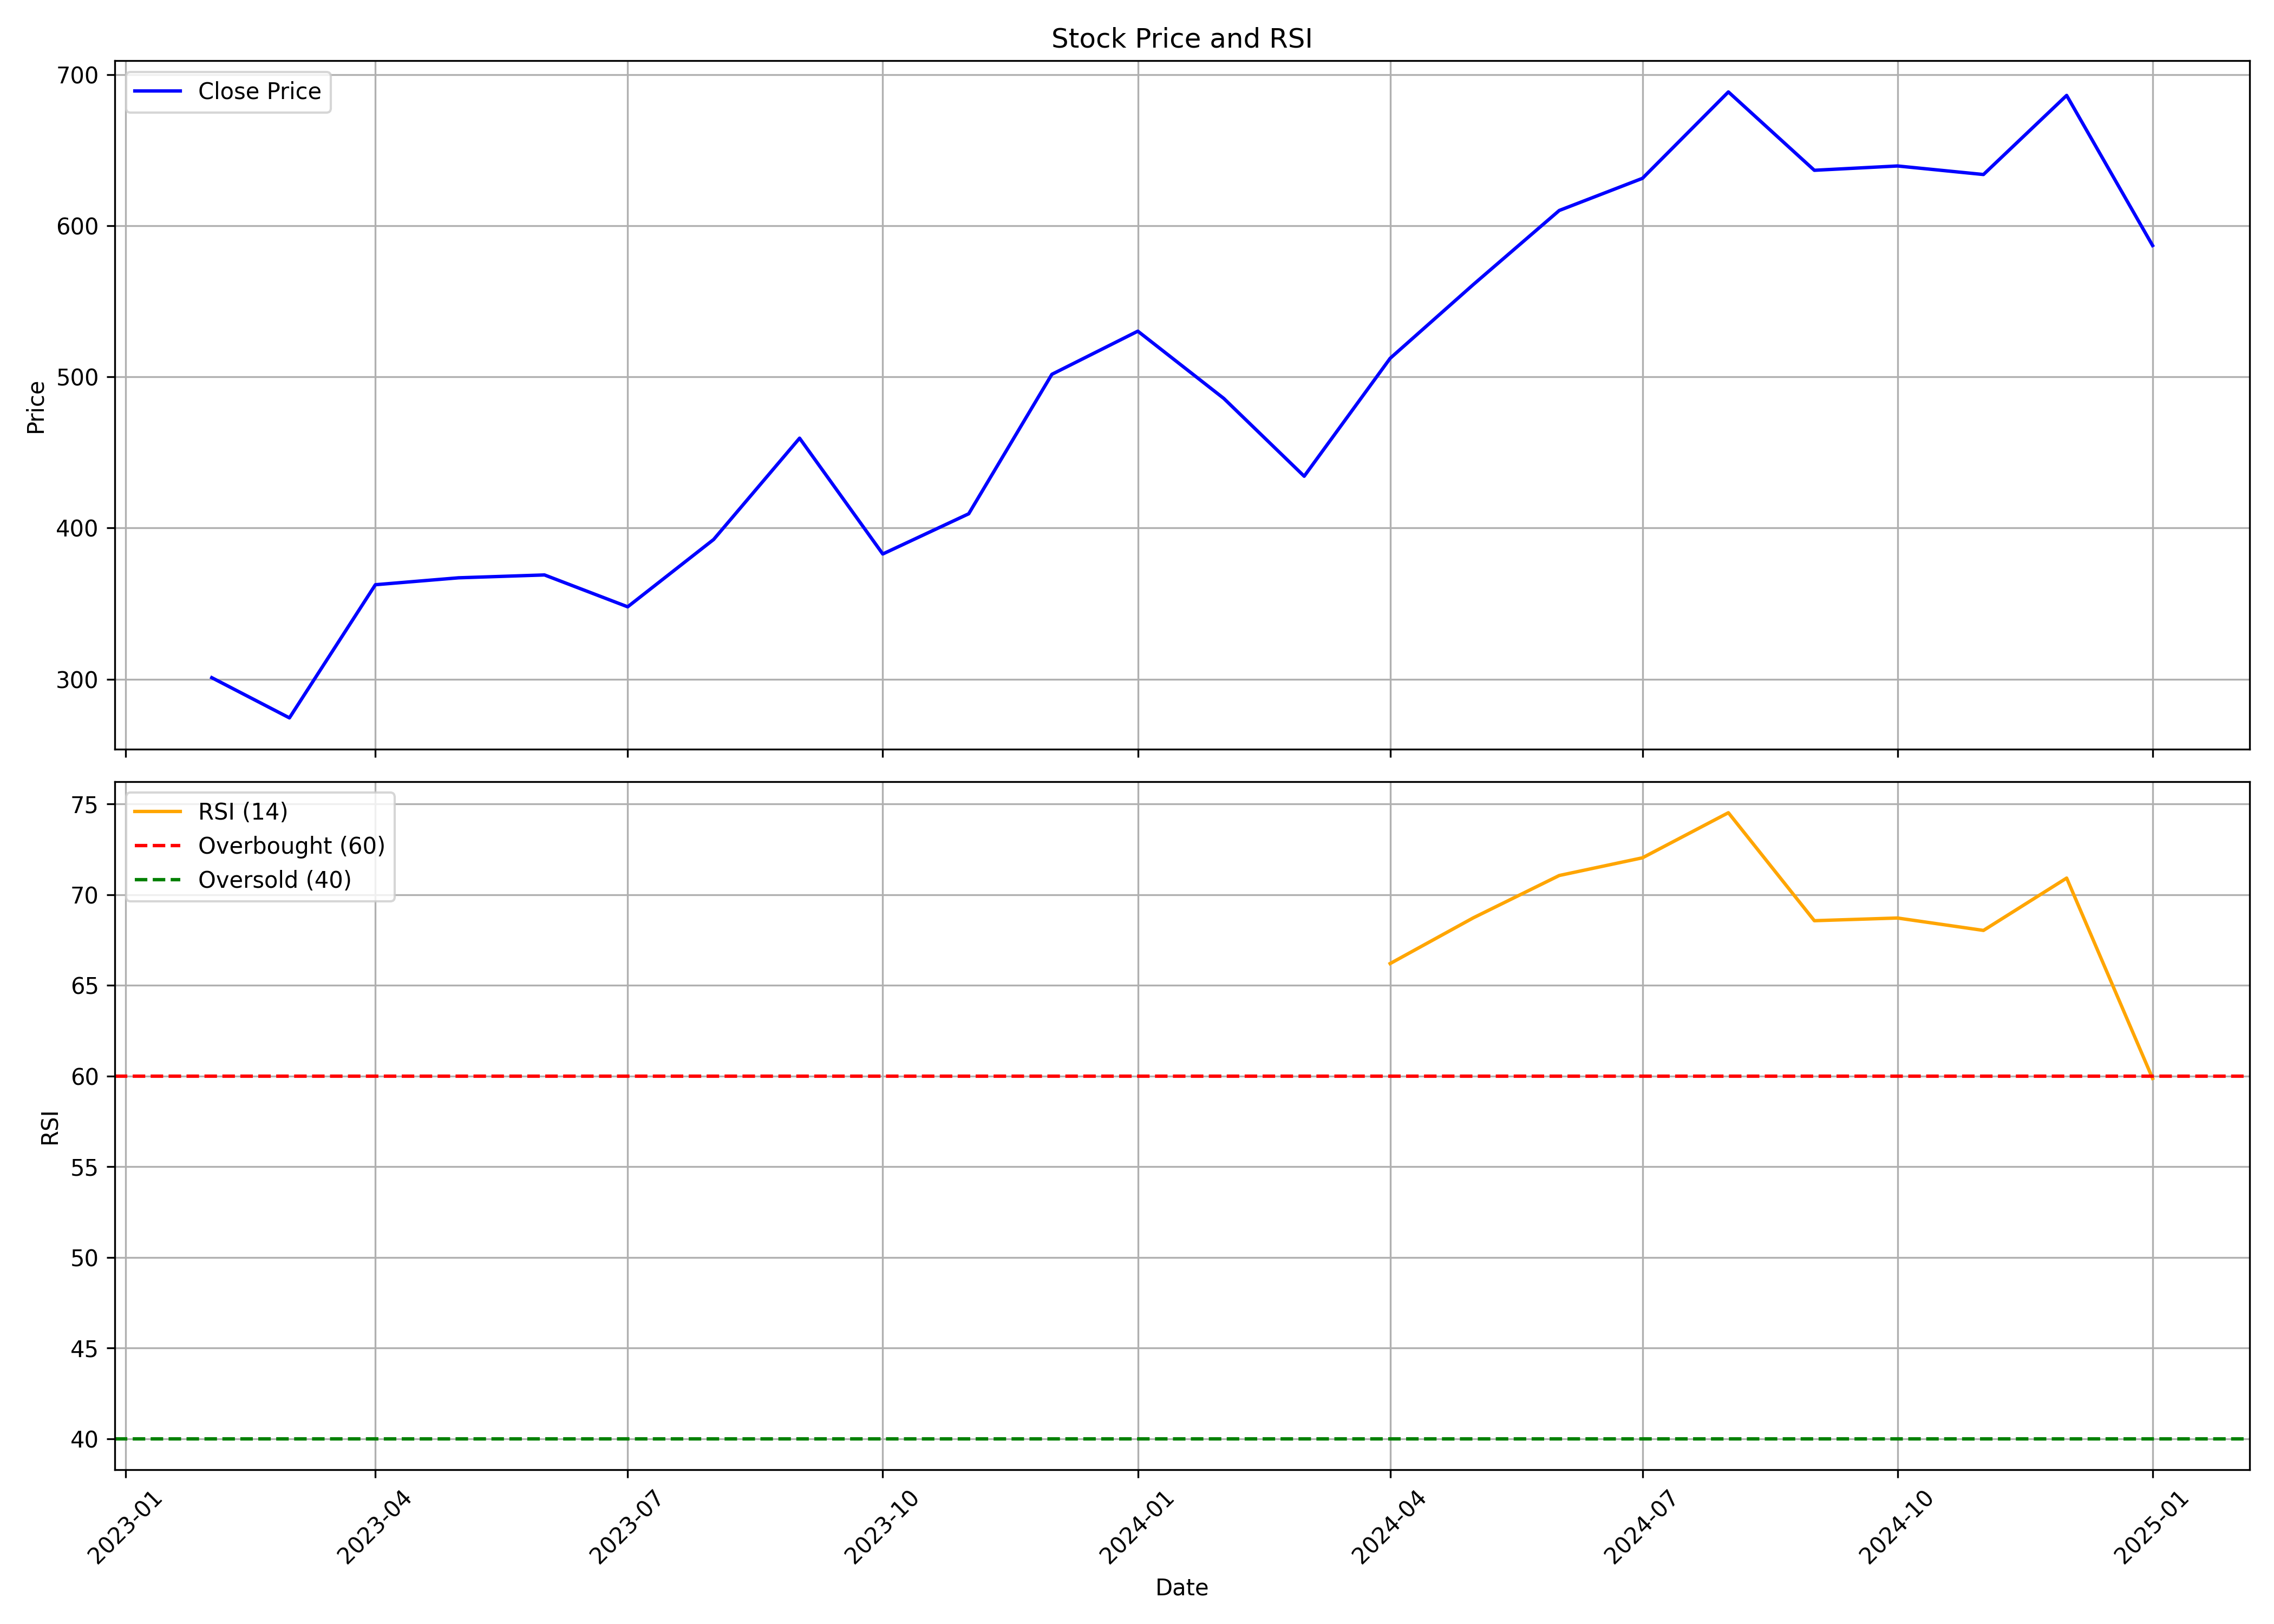 Stock Price and RSI
700
600
500
400
300
Price
Close Price
75
70
65
60
55
50
45
40
RSI
RSI (14)
Overbought (60)
Oversold (40)
2023-01
2023-04
2023-07
2023-10
2024-01
2024-04
2024-07
2024-10
2025-01
Date